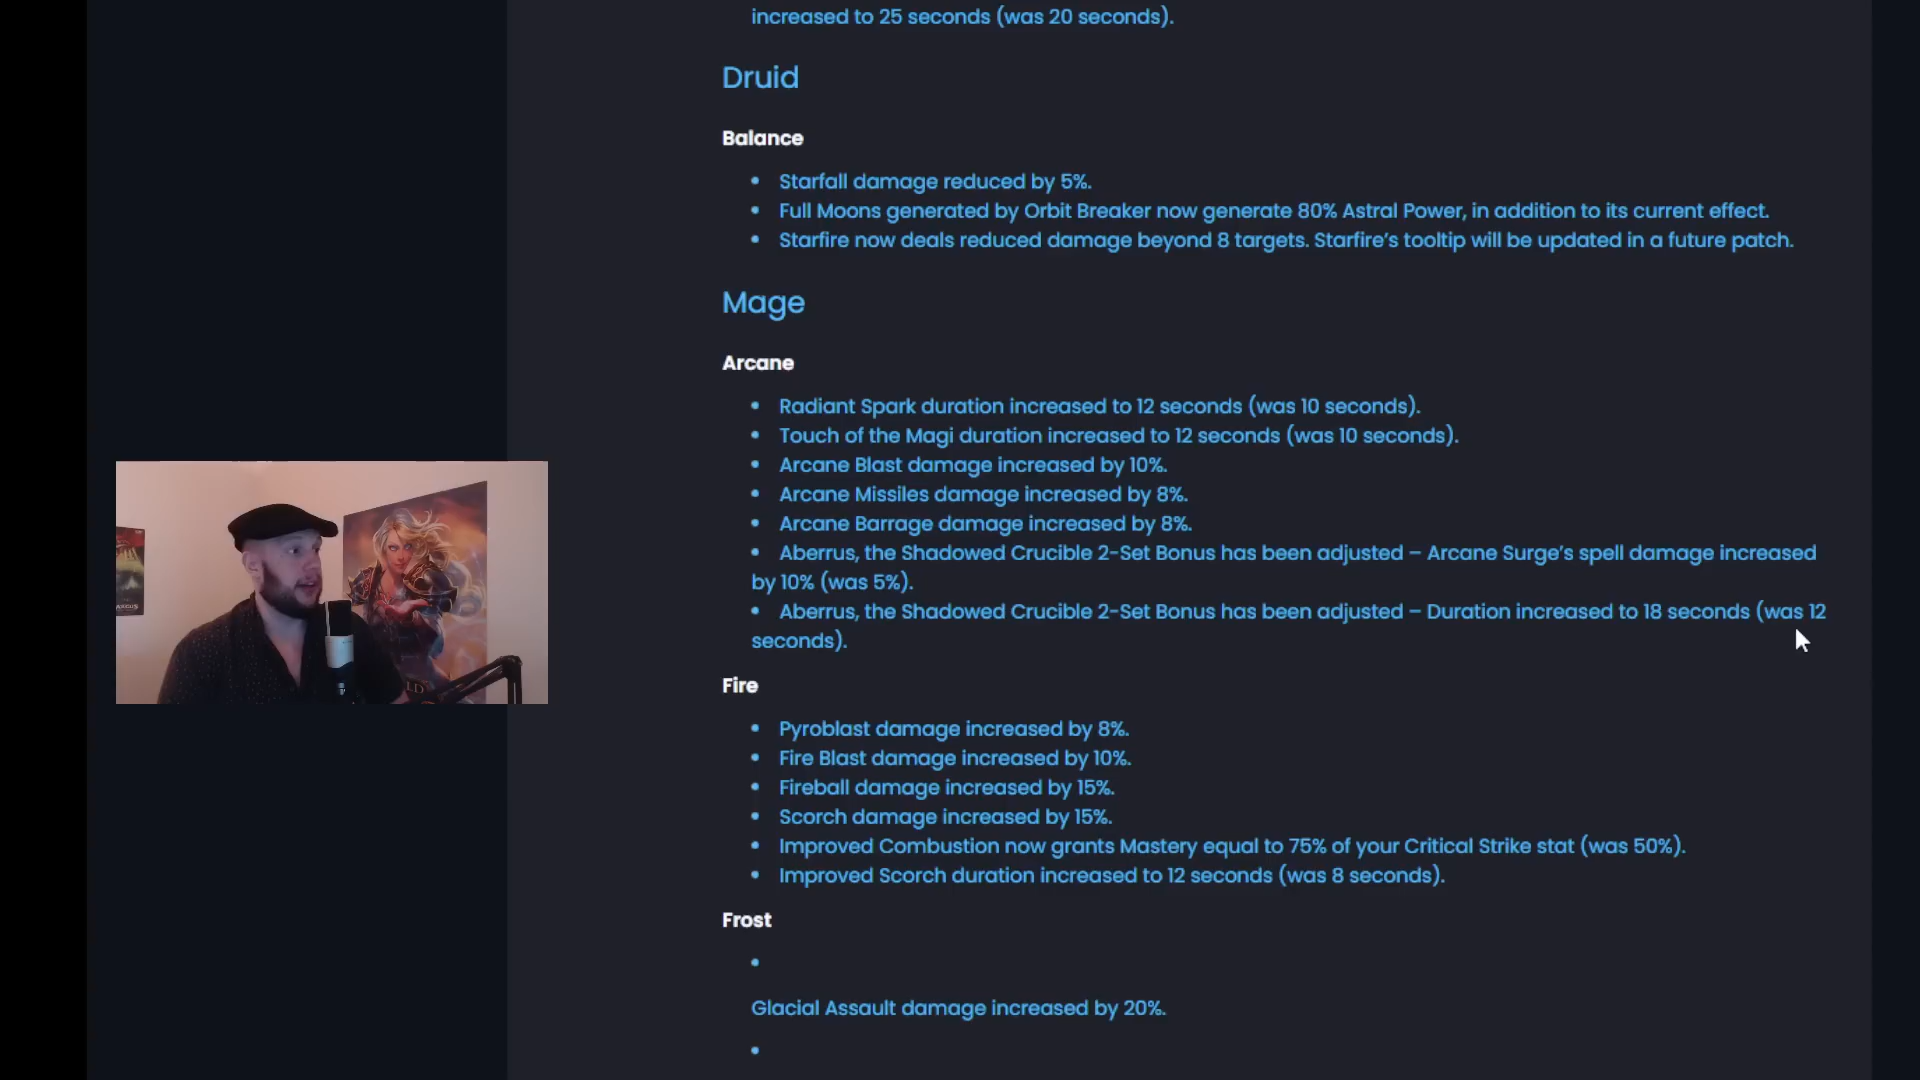 increased to 25 seconds (was 20 seconds).
Druid
Balance
• Starfall damage reduced by 5%.
• Full Moons generated by Orbit Breaker now generate 80% Astral Power, in addition to its current effect.
• Starfire now deals reduced damage beyond 8 targets. Starfire's tooltip will be updated in a future patch.
Mage
Arcane
• Radiant Spark duration increased to 12 seconds (was 10 seconds).
• Touch of the Magi duration increased to 12 seconds (was 10 seconds).
• Arcane Blast damage increased by 10%.
• Arcane Missiles damage increased by 8%.
• Arcane Barrage damage increased by 8%.
• Aberrus, the Shadowed Crucible 2-Set Bonus has been adjusted – Arcane Surge's spell damage increased
by 10% (was 5%).
• Aberrus, the Shadowed Crucible 2-Set Bonus has been adjusted – Duration increased to 18 seconds (was 12
seconds).
Fire
• Pyroblast damage increased by 8%.
• Fire Blast damage increased by 10%.
• Fireball damage increased by 15%.
• Scorch damage increased by 15%.
• Improved Combustion now grants Mastery equal to 75% of your Critical Strike stat (was 50%).
• Improved Scorch duration increased to 12 seconds (was 8 seconds).
Frost
•
Glacial Assault damage increased by 20%.
•